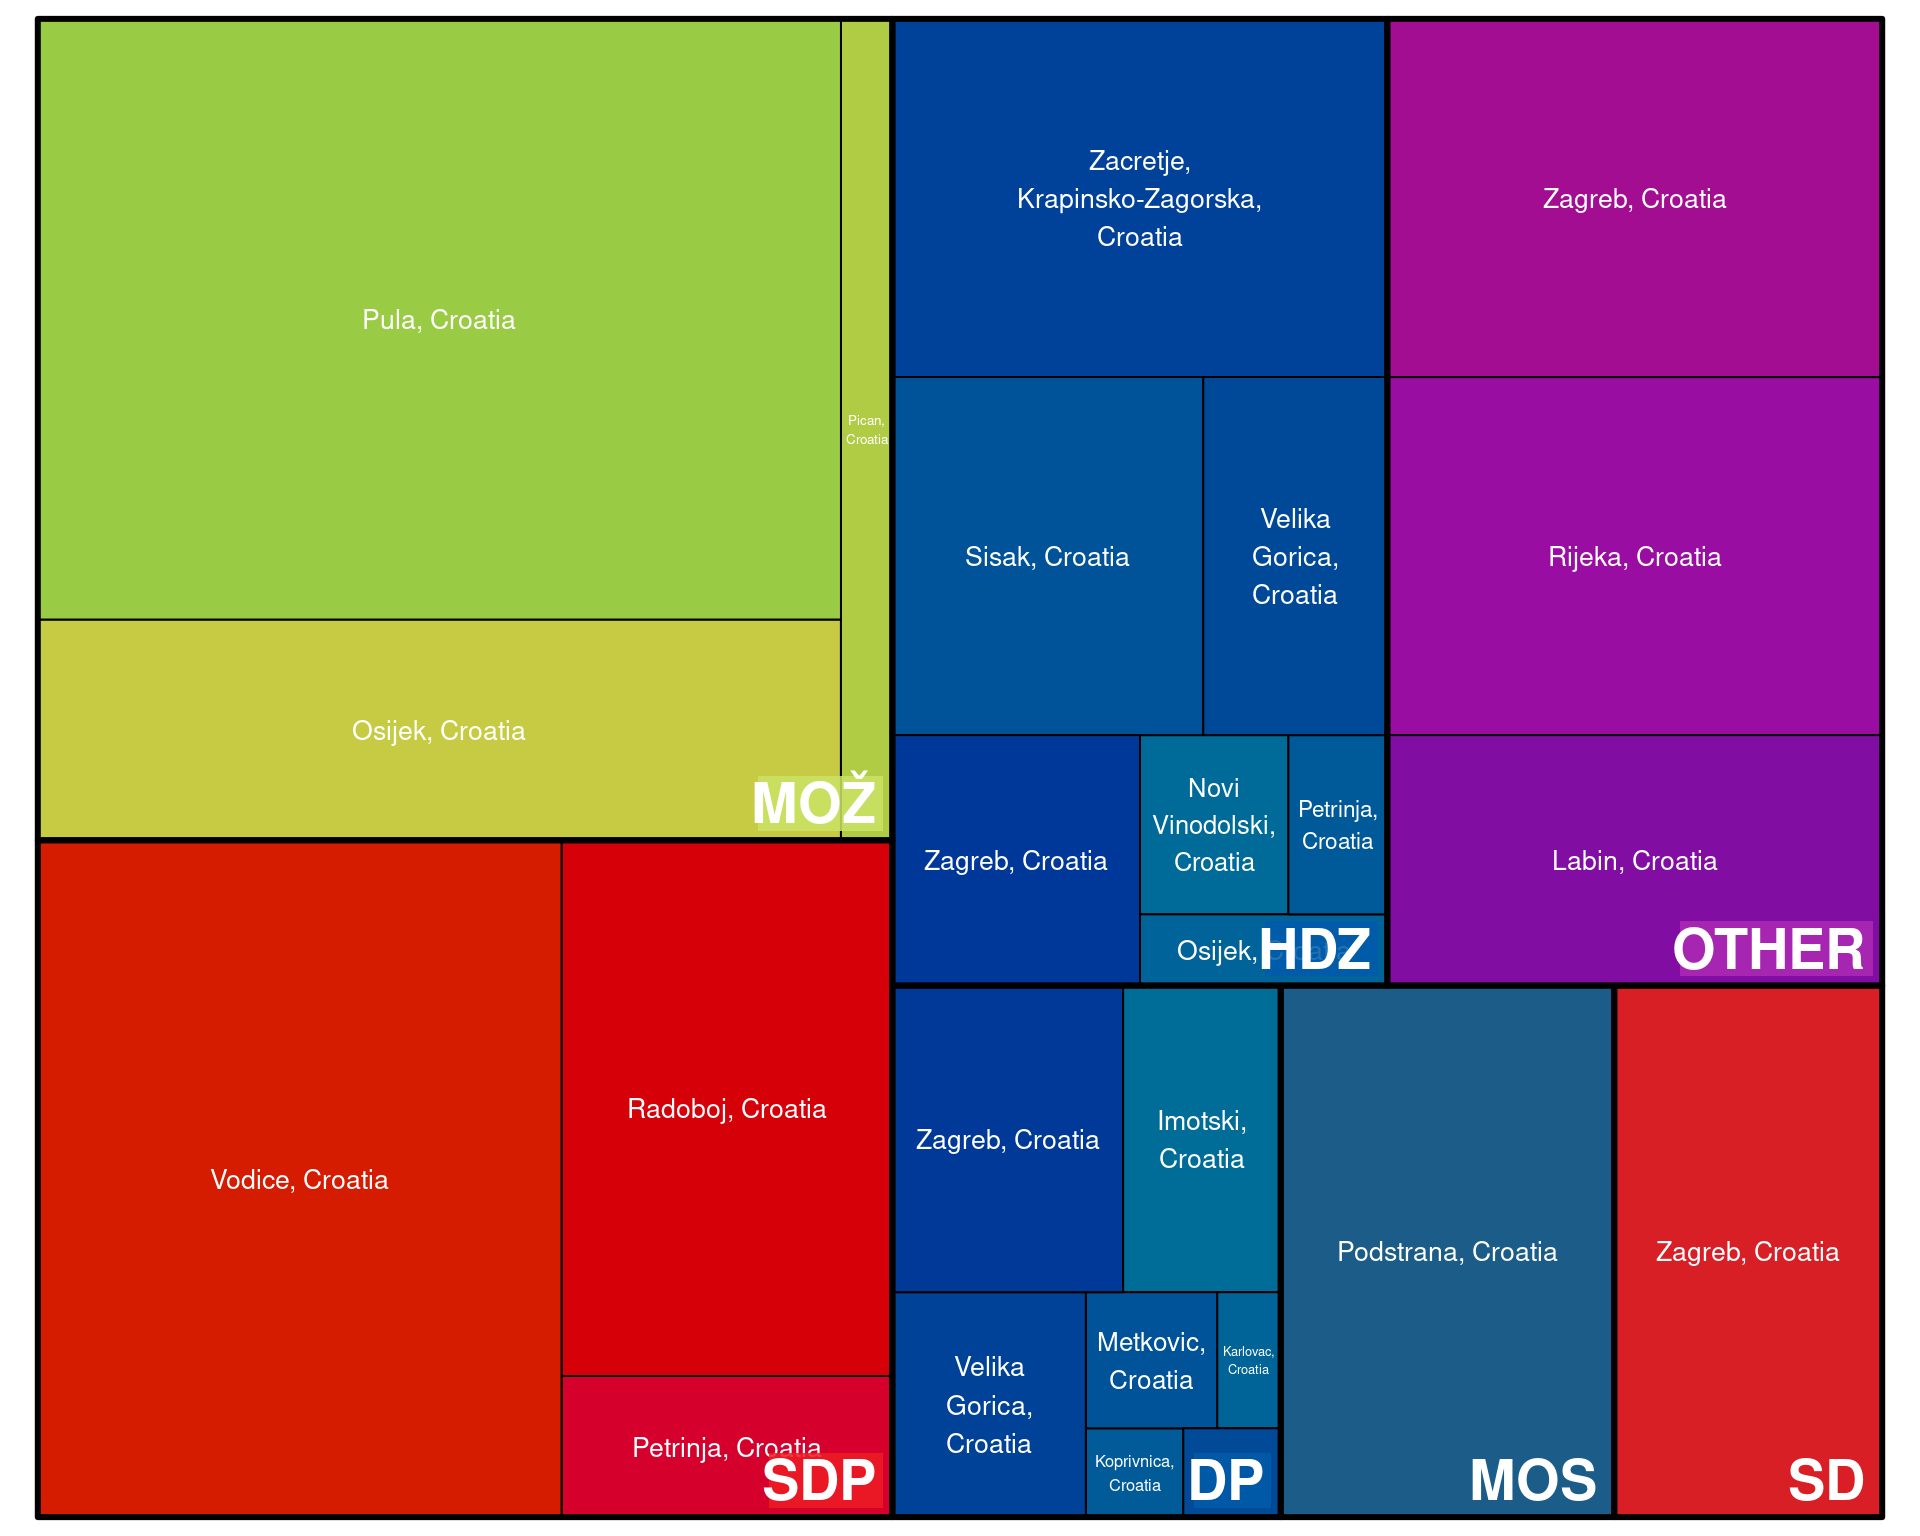 Pula, Croatia
Pican,
Croatia
Osijek, Croatia
MOŽ
Vodice, Croatia
Radoboj, Croatia
Petrinja, Croatia
SDP
Zacretje,
Krapinsko-Zagorska,
Croatia
Sisak, Croatia
Velika
Gorica,
Croatia
Zagreb, Croatia
Novi
Vinodolski,
Croatia
Petrinja,
Croatia
Osijek, Croatia
HDZ
Zagreb, Croatia
Rijeka, Croatia
Labin, Croatia
OTHER
Zagreb, Croatia
Imotski,
Croatia
Velika
Gorica,
Croatia
Metkovic,
Croatia
Karlovac,
Croatia
Koprivnica,
Croatia
DP
Podstrana, Croatia
MOS
Zagreb, Croatia
SD